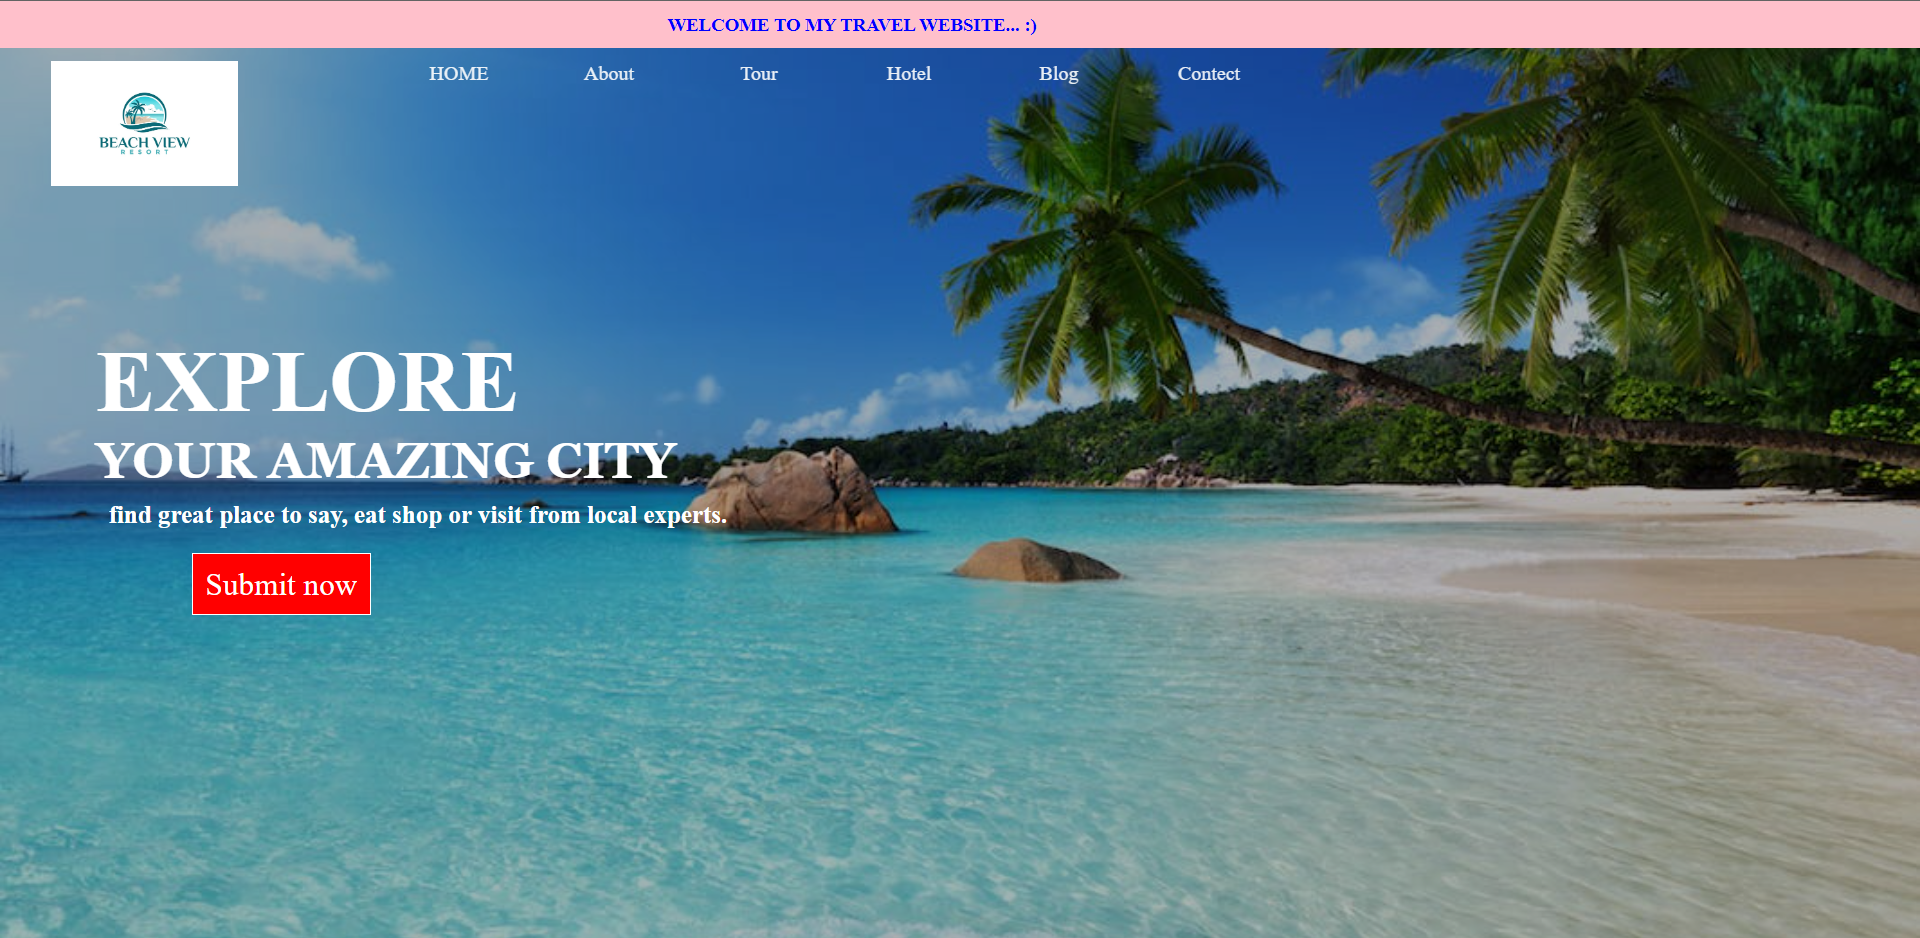 WELCOME TO MY TRAVEL WEBSITE... :)
BEACH VIEW
RESORT
HOME About Tour Hotel Blog Contect
EXPLORE
YOUR AMAZING CITY
find great place to say, eat shop or visit from local experts.
Submit now